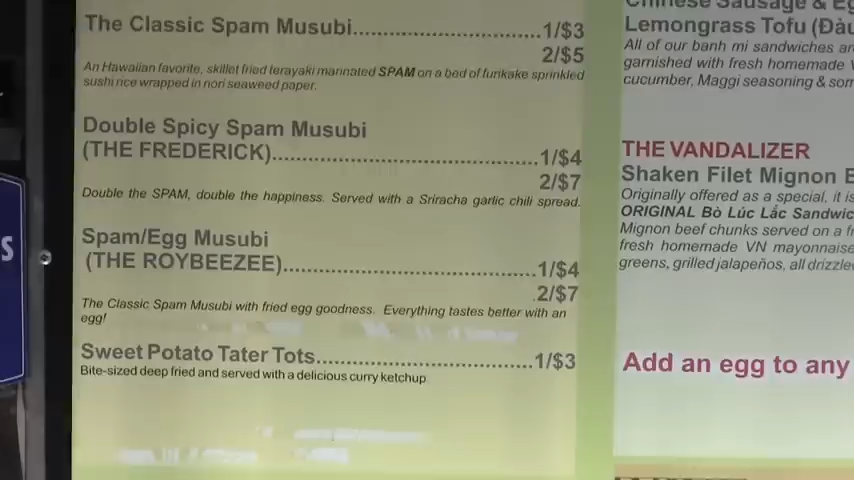 The Classic Spam Musubi..............................1/$3
2/$5
An Hawaiian favorite, skillet fried terayaki marinated SPAM on a bed of furikake sprinkled
sushi rice wrapped in nori seaweed paper.
Double Spicy Spam Musubi
(THE FREDERICK)..........................................1/$4
2/$7
Double the SPAM, double the happiness. Served with a Sriracha garlic chili spread.
Spam/Egg Musubi
(THE ROYBEEZEE)........................................1/$4
2/$7
The Classic Spam Musubi with fried egg goodness. Everything tastes better with an
egg!
Sweet Potato Tater Tots..................................1/$3
Bite-sized deep fried and served with a delicious curry ketchup
S
Chinese Sausage & Eg
Lemongrass Tofu (Đậu
All of our banh mi sandwiches ar
garnished with fresh homemade V
cucumber, Maggi seasoning & som
THE VANDALIZER
Shaken Filet Mignon B
Originally offered as a special, it is
ORIGINAL Bò Lúc Lắc Sandwic
Mignon beef chunks served on a fr
fresh homemade VN mayonnaise
greens, grilled jalapeños, all drizzle
Add an egg to any